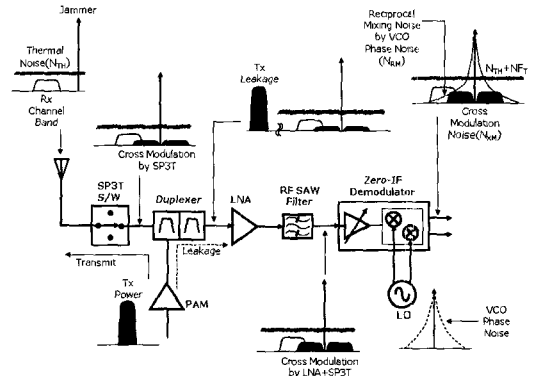 Jammer
Thermal
Noise(NTH)
Rx
Channel
Band
Cross Modulation
by SP3T
Tx
Leakage
Reciprocal
Mixing Noise
by VCO
Phase Noise
(NRM)
NTH+NFT
Cross
Modulation
Noise(NXM)
SP3T
S/W
Duplexer
LNA
RF SAW
Filter
Zero-IF
Demodulator
Transmit
Leakage
Tx
Power
PAM
LO
VCO
Phase
Noise
Cross Modulation
by LNA+SP3T